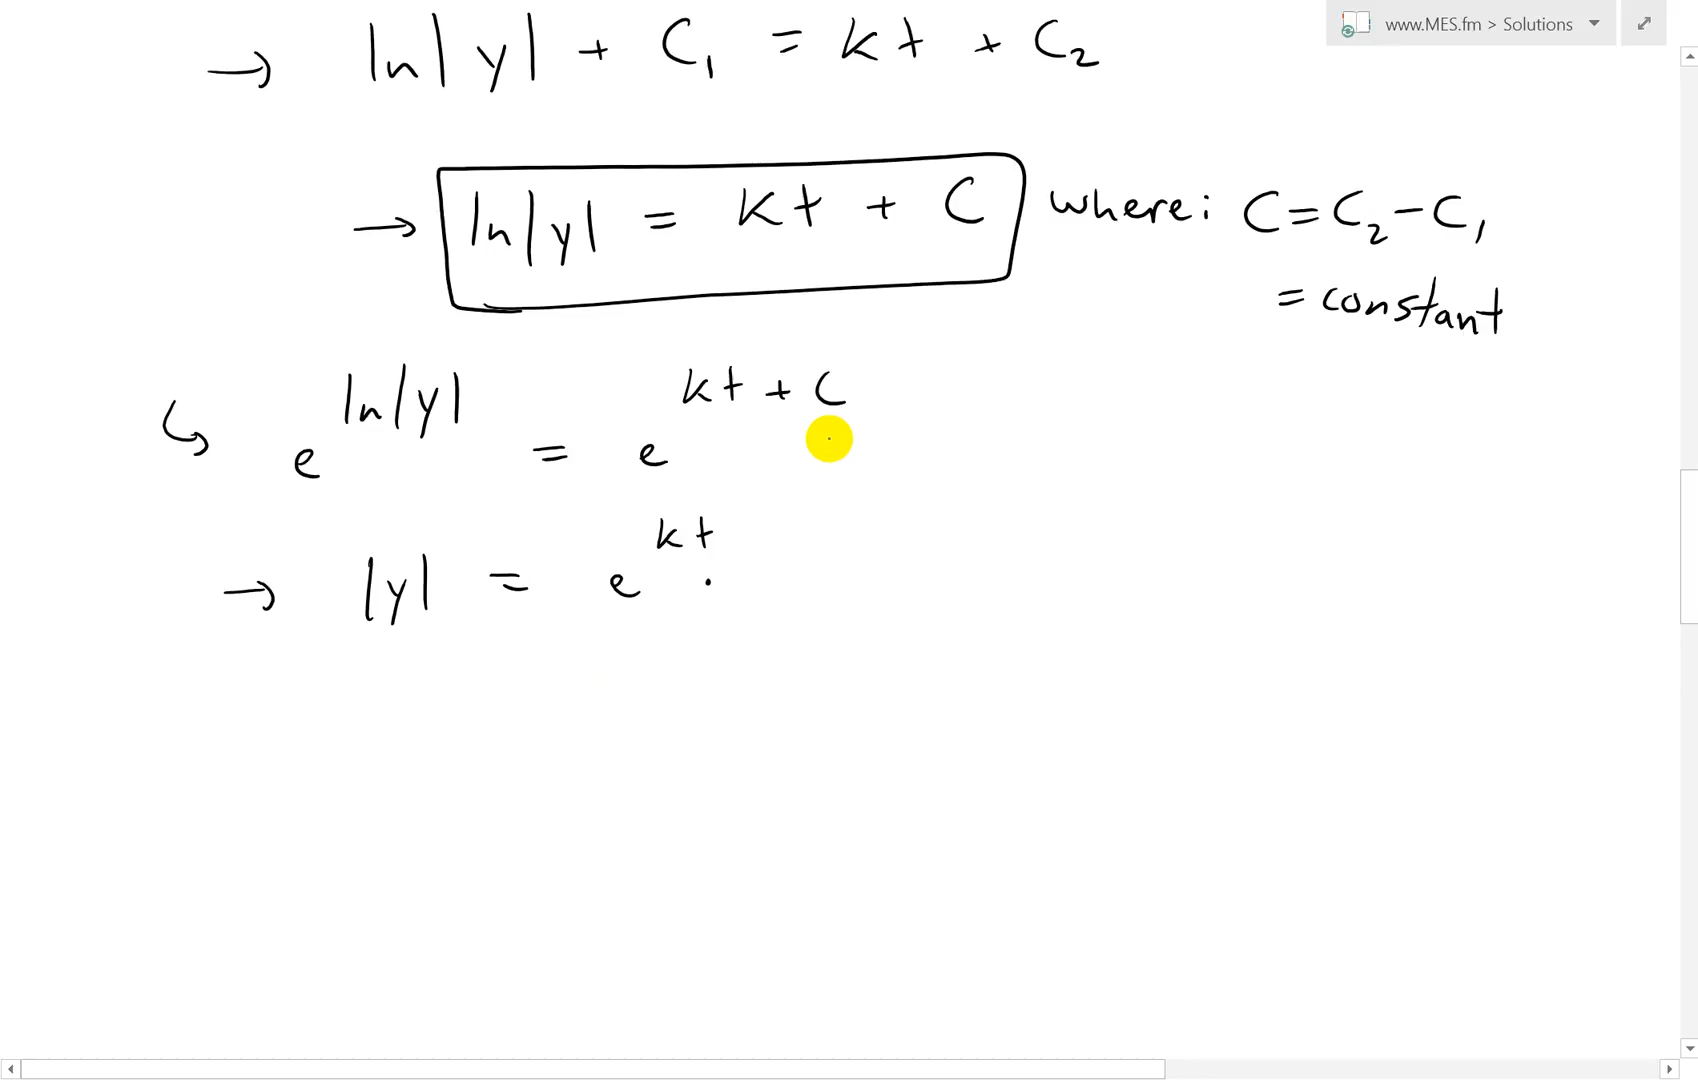 www.MES.fm > Solutions
→ ln|y| + C₁ = kt + C₂
→ ln|y| = kt + C where: C = C₂ - C₁
= constant
↪ e^{ln|y|} = e^{kt + C}
→ |y| = e^{kt} ·